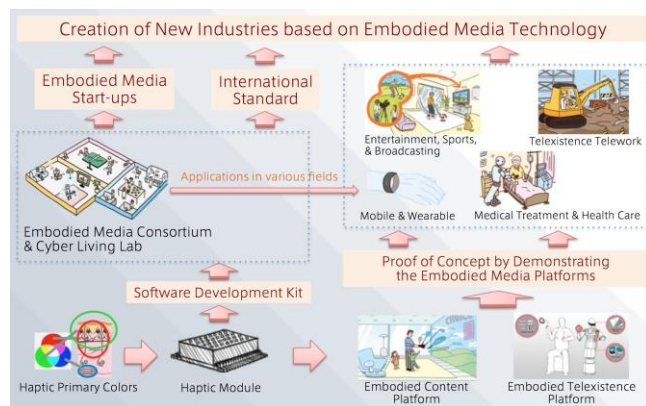 Creation of New Industries based on Embodied Media Technology
Embodied Media
Start-ups
International
Standard
Entertainment, Sports,
& Broadcasting
Telexistence Telework
Applications in various fields
Mobile & Wearable
Medical Treatment & Health Care
Embodied Media Consortium
& Cyber Living Lab
Software Development Kit
Proof of Concept by Demonstrating
the Embodied Media Platforms
Haptic Primary Colors
Haptic Module
Embodied Content
Platform
Embodied Telexistence
Platform